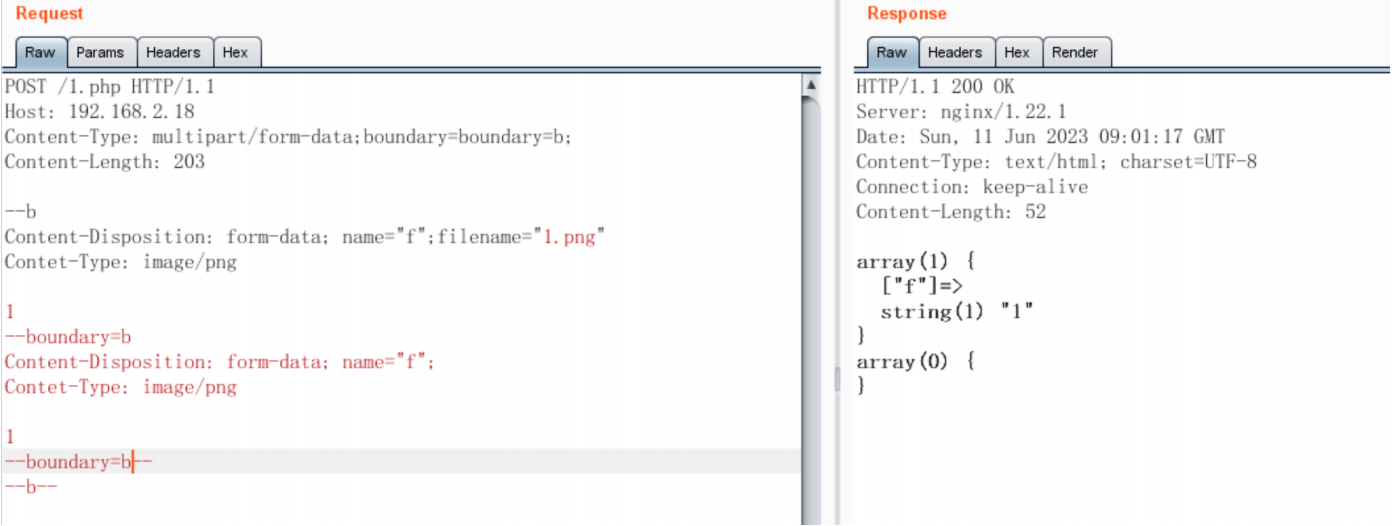 Request
Raw Params Headers Hex
POST /1.php HTTP/1.1
Host: 192.168.2.18
Content-Type: multipart/form-data;boundary=boundary=b;
Content-Length: 203
--b
Content-Disposition: form-data; name="f";filename="1.png"
Contet-Type: image/png
1
--boundary=b
Content-Disposition: form-data; name="f";
Contet-Type: image/png
1
--boundary=b--
--b--
Response
Raw Headers Hex Render
HTTP/1.1 200 OK
Server: nginx/1.22.1
Date: Sun, 11 Jun 2023 09:01:17 GMT
Content-Type: text/html; charset=UTF-8
Connection: keep-alive
Content-Length: 52
array(1) {
["f"]=>
string(1) "1"
}
array(0) {
}